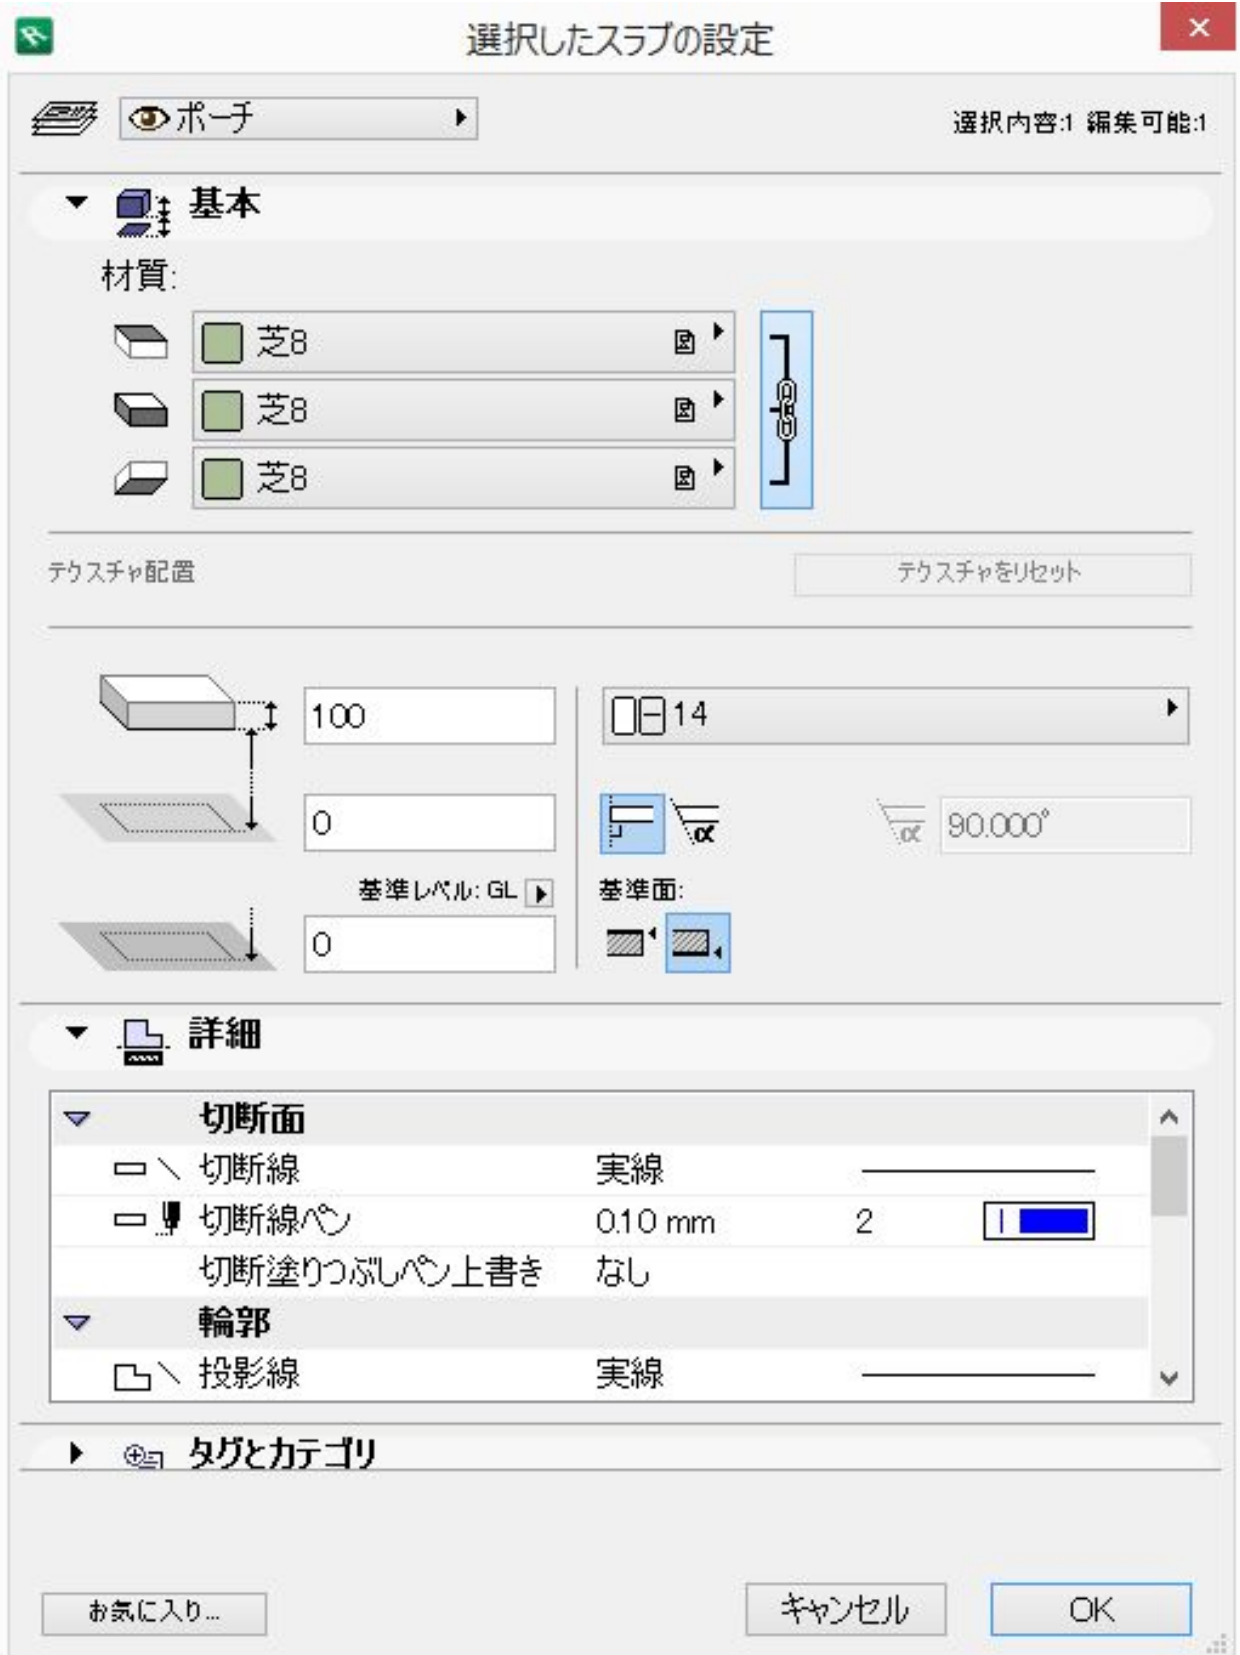 選択したスラブの設定
ポーチ
選択内容:1 編集可能:1
基本
材質:
芝8
芝8
芝8
テクスチャ配置 テクスチャをリセット
100
14
0
α
α
90.000°
基準レベル: GL
基準面:
0
詳細
切断面
切断線 実線
切断線ペン 0.10 mm 2
切断塗りつぶしペン上書き なし
輪郭
投影線 実線
タグとカテゴリ
お気に入り...
キャンセル
OK